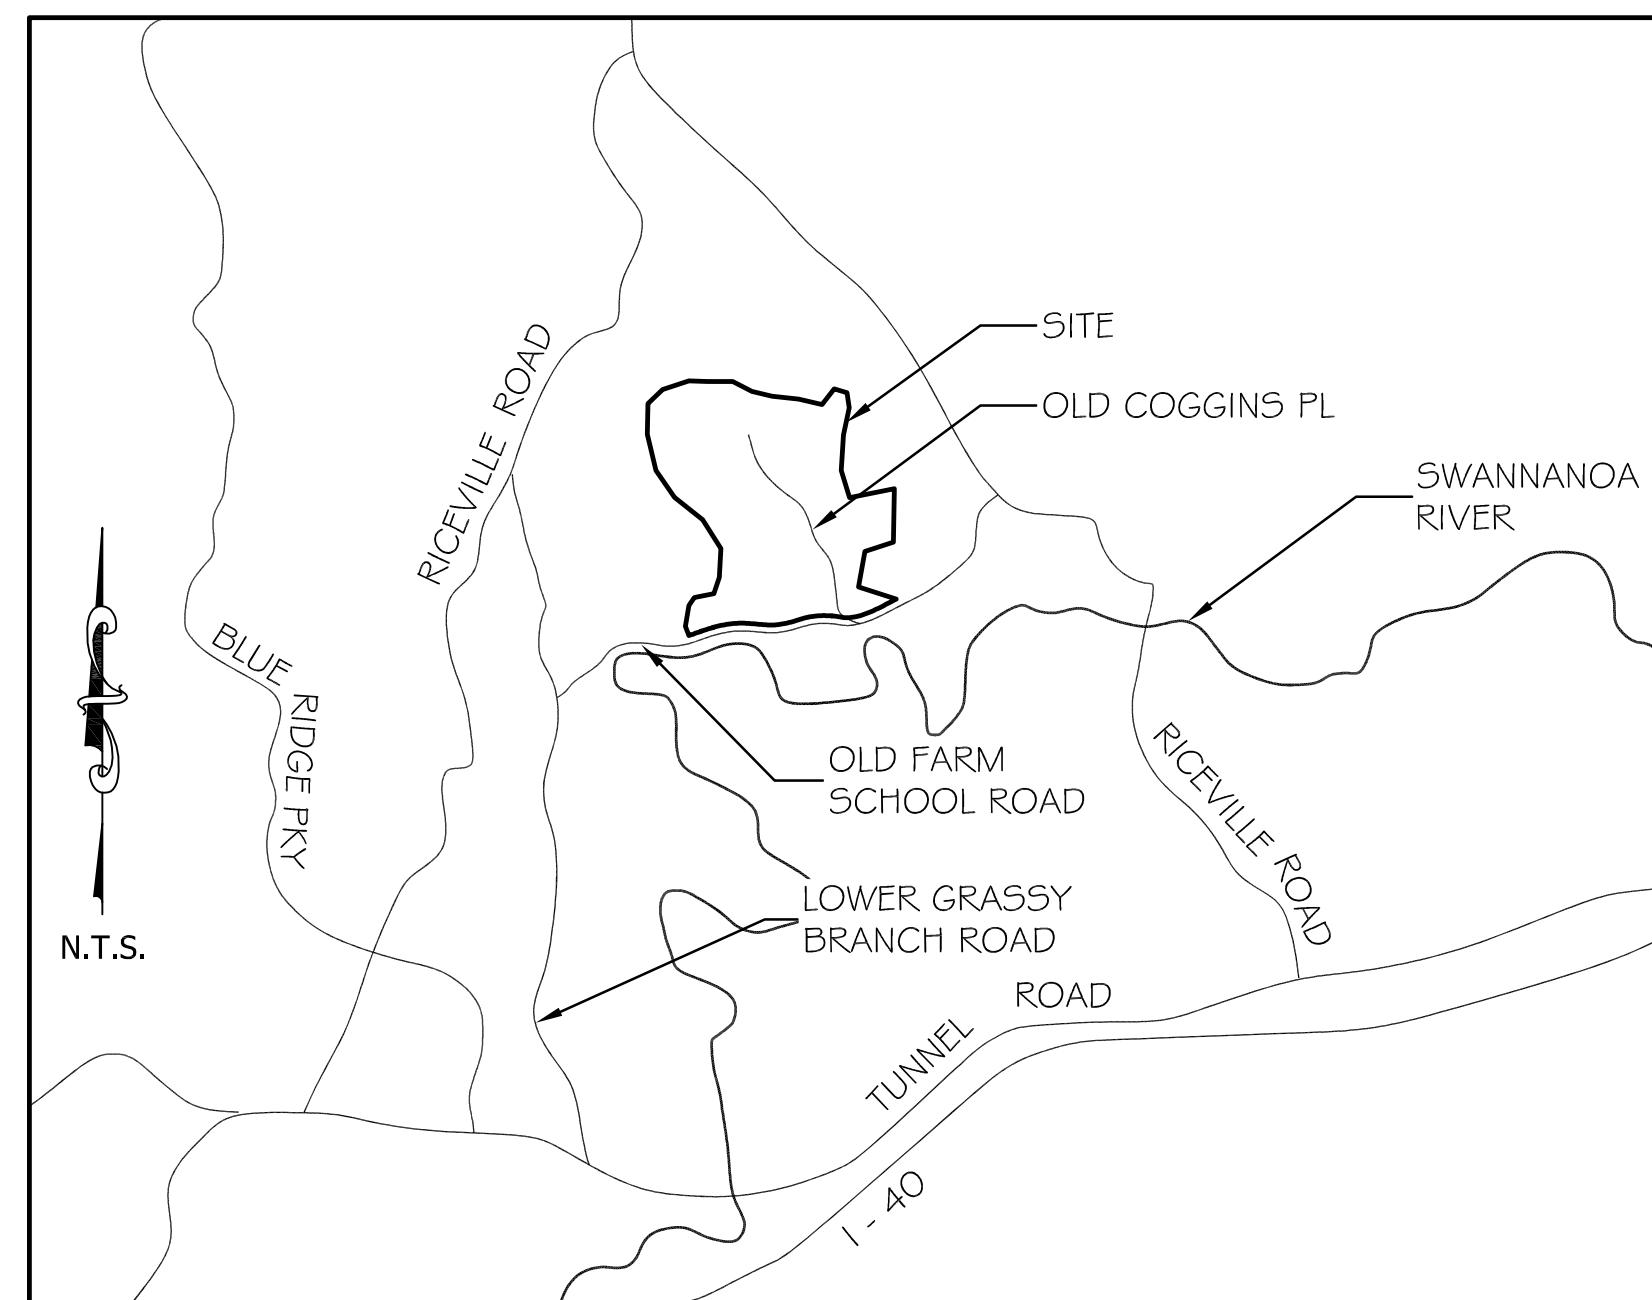 SITE
OLD COGGINS PL
RICEVILLE ROAD
SWANNANOA
RIVER
BLUE RIDGE PKY
OLD FARM
SCHOOL ROAD
RICEVILLE ROAD
LOWER GRASSY
BRANCH ROAD
N.T.S.
TUNNEL ROAD
I - 40